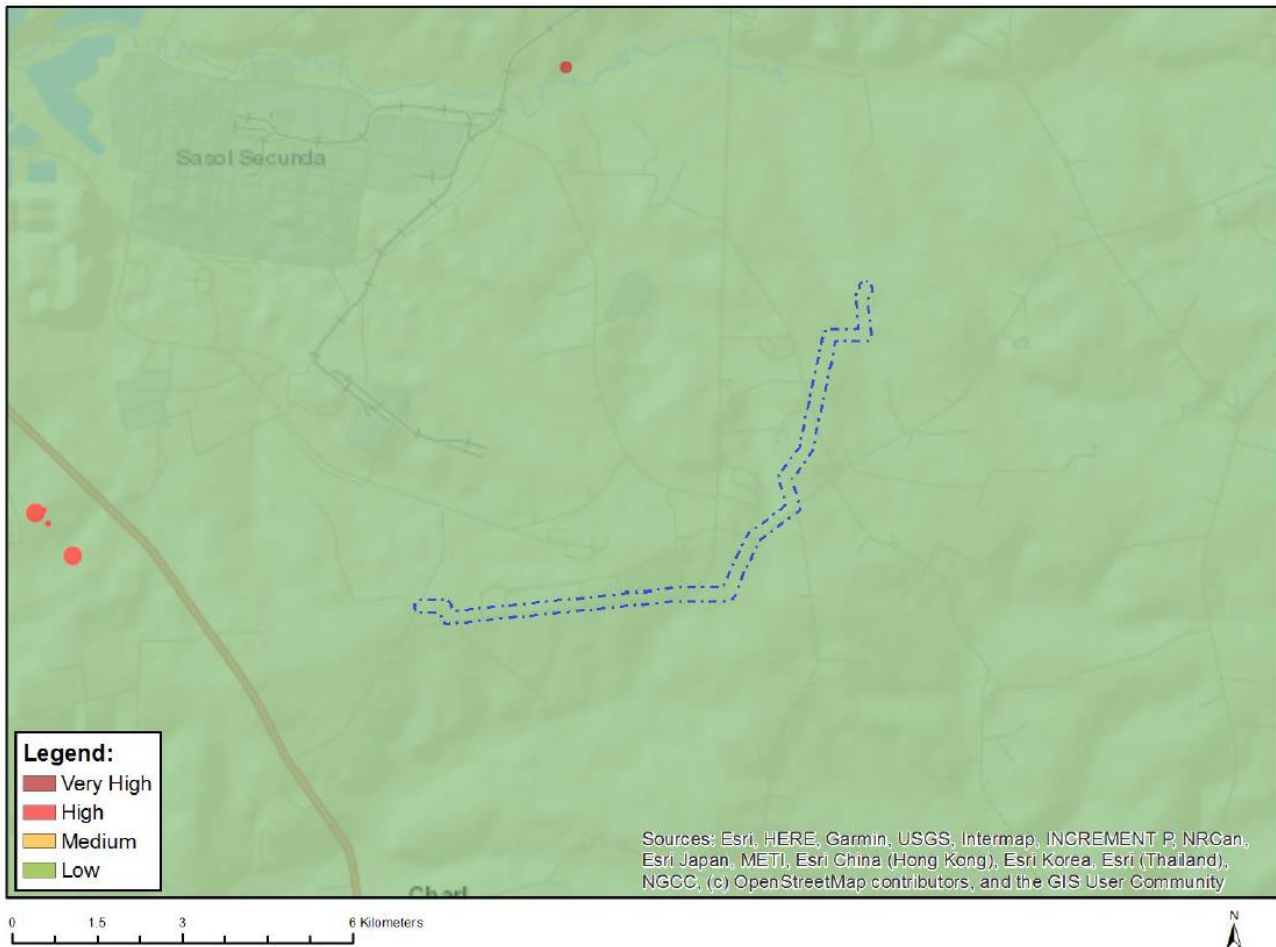 Sasol Secunda
Charl
Legend:
Very High
High
Medium
Low
Sources: Esri, HERE, Garmin, USGS, Intermap, INCREMENT P, NRCan,
Esri Japan, METI, Esri China (Hong Kong), Esri Korea, Esri (Thailand),
NGCC, (c) OpenStreetMap contributors, and the GIS User Community
0 1.5 3 6 Kilometers
N